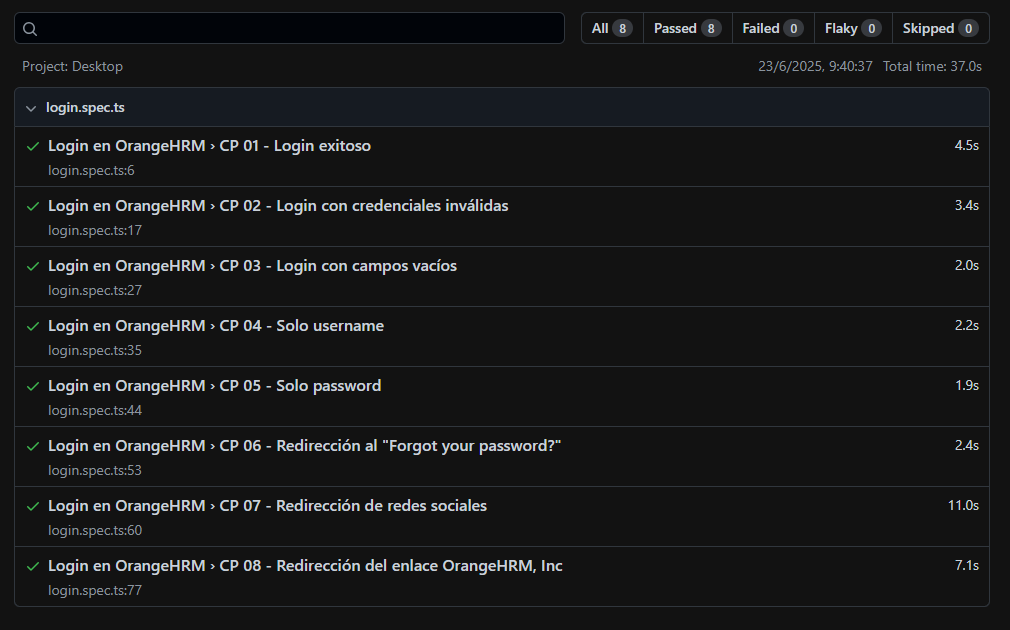 All 8 Passed 8 Failed 0 Flaky 0 Skipped 0
Project: Desktop 23/6/2025, 9:40:37 Total time: 37.0s
login.spec.ts
Login en OrangeHRM › CP 01 - Login exitoso 4.5s
login.spec.ts:6
Login en OrangeHRM › CP 02 - Login con credenciales inválidas 3.4s
login.spec.ts:17
Login en OrangeHRM › CP 03 - Login con campos vacíos 2.0s
login.spec.ts:27
Login en OrangeHRM › CP 04 - Solo username 2.2s
login.spec.ts:35
Login en OrangeHRM › CP 05 - Solo password 1.9s
login.spec.ts:44
Login en OrangeHRM › CP 06 - Redirección al "Forgot your password?" 2.4s
login.spec.ts:53
Login en OrangeHRM › CP 07 - Redirección de redes sociales 11.0s
login.spec.ts:60
Login en OrangeHRM › CP 08 - Redirección del enlace OrangeHRM, Inc 7.1s
login.spec.ts:77